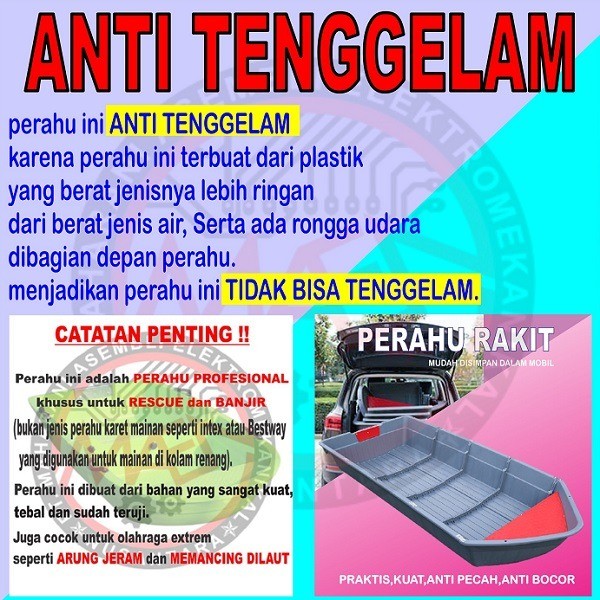 ANTI TENGGELAM
perahu ini ANTI TENGGELAM
karena perahu ini terbuat dari plastik
yang berat jenisnya lebih ringan
dari berat jenis air, Serta ada rongga udara
dibagian depan perahu.
menjadikan perahu ini TIDAK BISA TENGGELAM.
CATATAN PENTING !!
Perahu ini adalah PERAHU PROFESIONAL
khusus untuk RESCUE dan BANJIR
(bukan jenis perahu karet mainan seperti intex atau Bestway
yang digunakan untuk mainan di kolam renang).
Perahu ini dibuat dari bahan yang sangat kuat,
tebal dan sudah teruji.
Juga cocok untuk olahraga extrem
seperti ARUNG JERAM dan MEMANCING DILAUT
PERAHU RAKIT
MUDAH DISIMPAN DALAM MOBIL
PRAKTIS,KUAT,ANTI PECAH,ANTI BOCOR